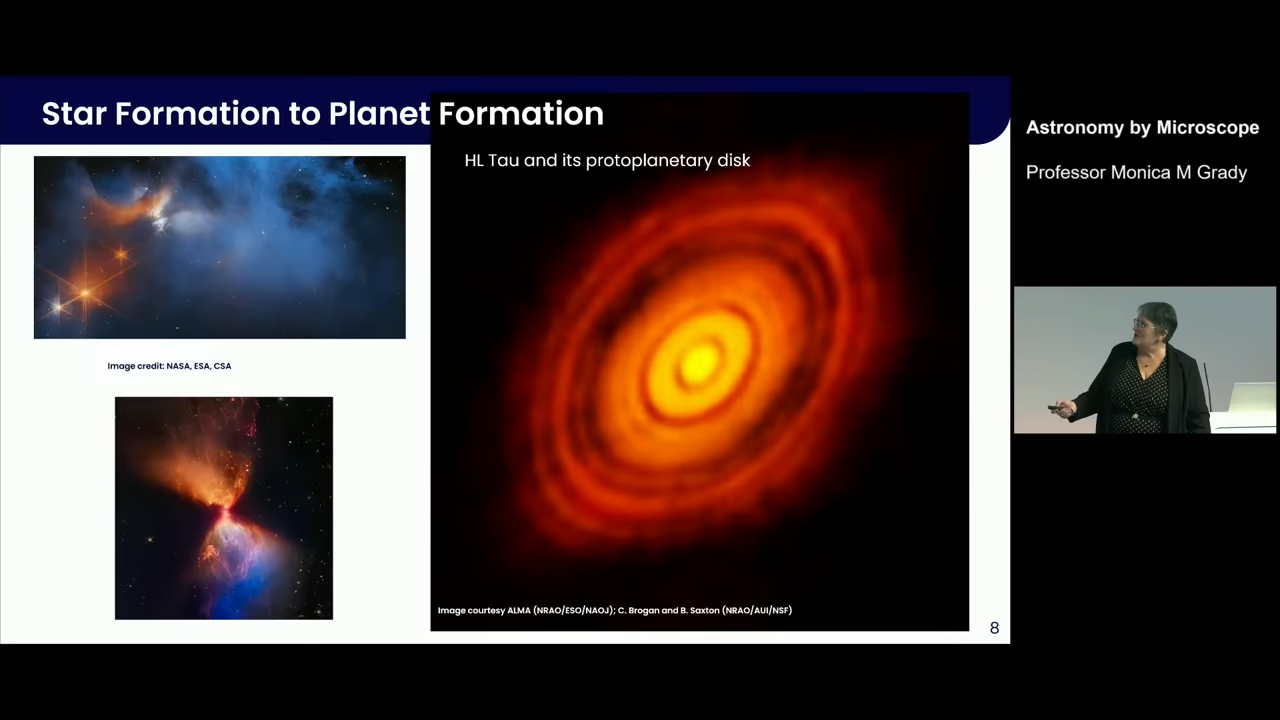 Star Formation to Planet Formation
HL Tau and its protoplanetary disk
Image credit: NASA, ESA, CSA
Image courtesy ALMA (NRAO/ESO/NAOJ); C. Brogan and B. Saxton (NRAO/AUI/NSF)
8
Astronomy by Microscope
Professor Monica M Grady